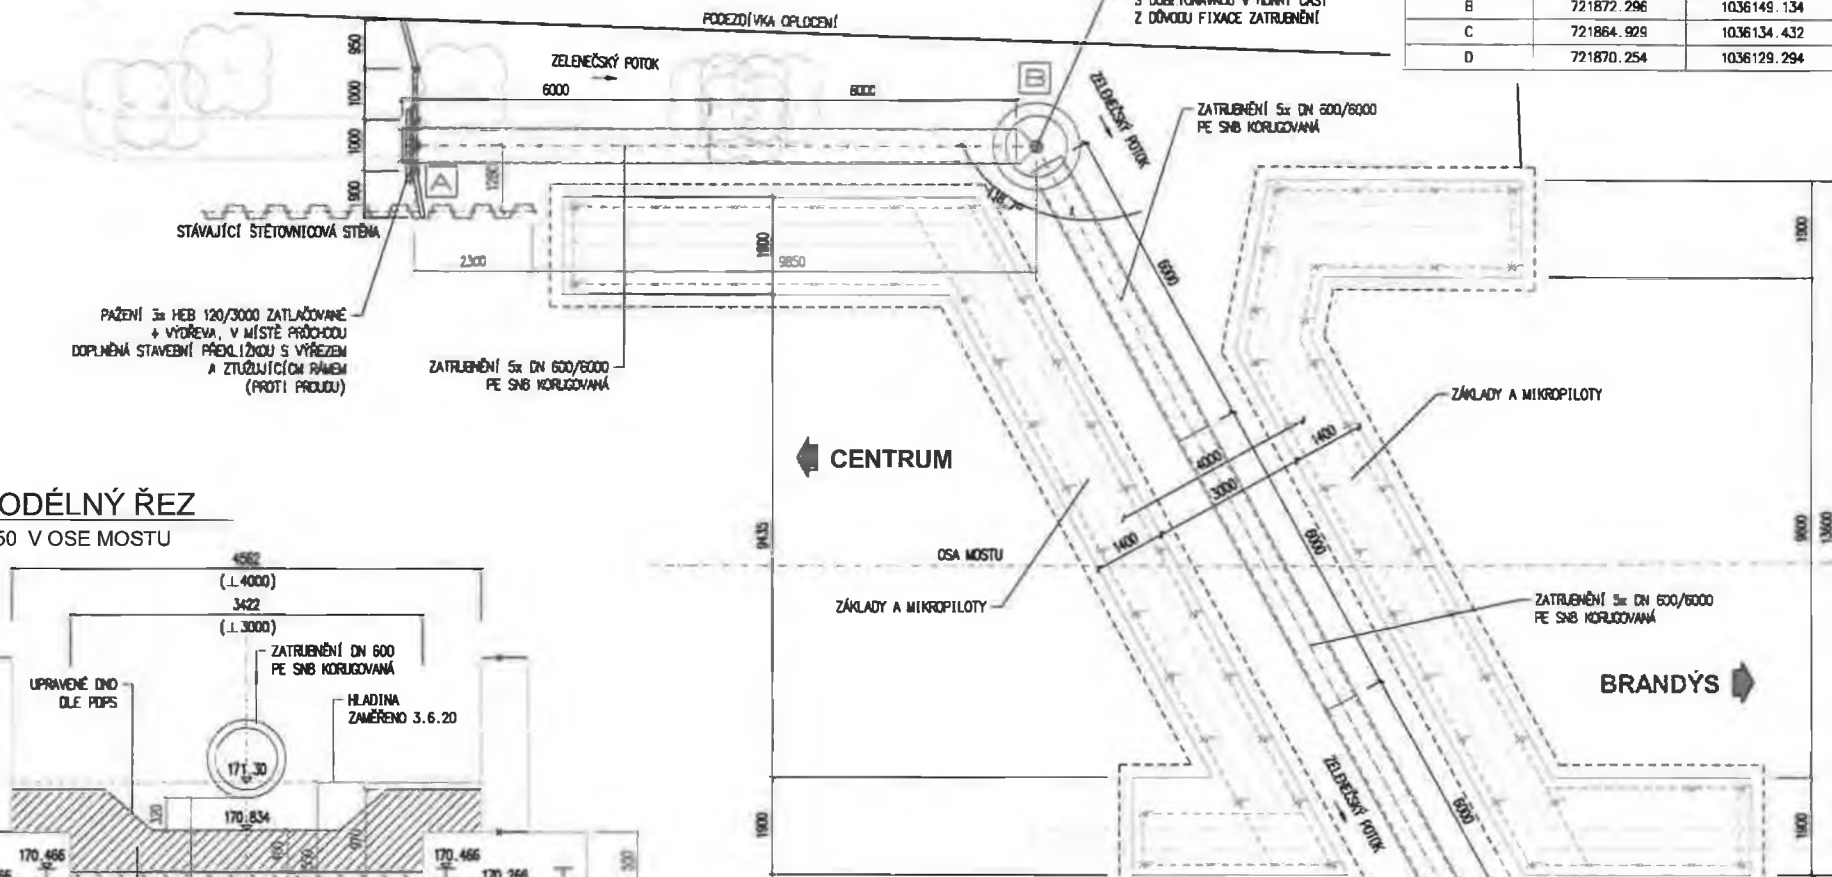 PODEZDÍVKA OPLOCENÍ
Z DŮVODU FIXACE ZATRUBNĚNÍ
B 721872.296 1036149.134
C 721864.929 1036134.432
D 721870.254 1036129.294
950
1000
1000
900
ZELENEČSKÝ POTOK
6000
6000
B
A
ZELENEČSKÝ POTOK
ZATRUBNĚNÍ 5x DN 600/6000
PE SN8 KORUGOVANÁ
STÁVAJÍCÍ ŠTĚTOVNICOVÁ STĚNA
2300
9850
6000
1900
PAŽENÍ 3x HEB 120/3000 ZATLAČOVANÉ
+ VÝDŘEVA, V MÍSTĚ PRŮCHODU
DOPLNĚNÁ STAVEBNÍ PŘEKLIŽKOU S VÝŘEZEM
A ZTUŽUJÍCÍM RÁMEM
(PROTI PROUDU)
ZATRUBNĚNÍ 5x DN 600/6000
PE SN8 KORUGOVANÁ
ZÁKLADY A MIKROPILOTY
CENTRUM
1400
4000
3000
1400
6000
9435
9800
13600
OSA MOSTU
ZÁKLADY A MIKROPILOTY
ZATRUBNĚNÍ 5x DN 600/6000
PE SN8 KORUGOVANÁ
BRANDÝS
ZELENEČSKÝ POTOK
6000
1900
1900
ODÉLNÝ ŘEZ
50 V OSE MOSTU
4562
(⊥4000)
3422
(⊥3000)
ZATRUBNĚNÍ DN 600
PE SN8 KORUGOVANÁ
UPRAVENÉ DNO
DLE PDPS
HLADINA
ZAMĚŘENO 3.6.20
171.30
320
170.834
970
170.466
170.466
170.266